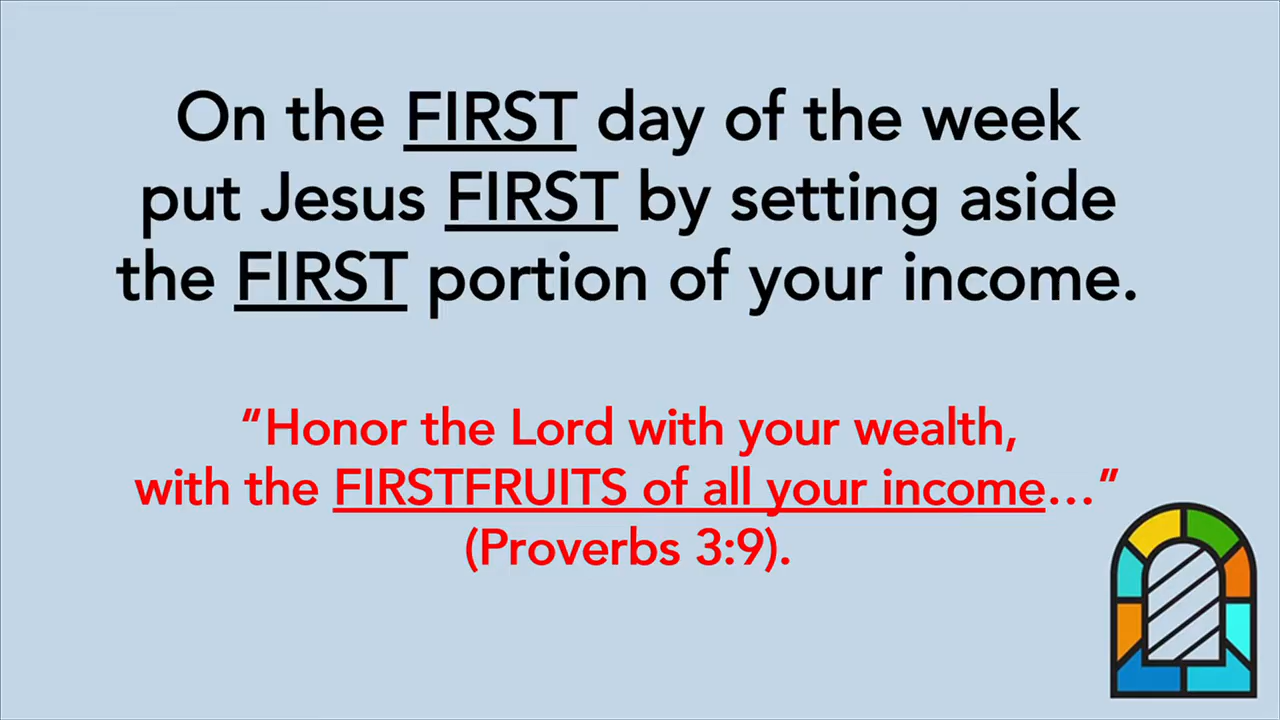 On the FIRST day of the week
put Jesus FIRST by setting aside
the FIRST portion of your income.
“Honor the Lord with your wealth,
with the FIRSTFRUITS of all your income…”
(Proverbs 3:9).